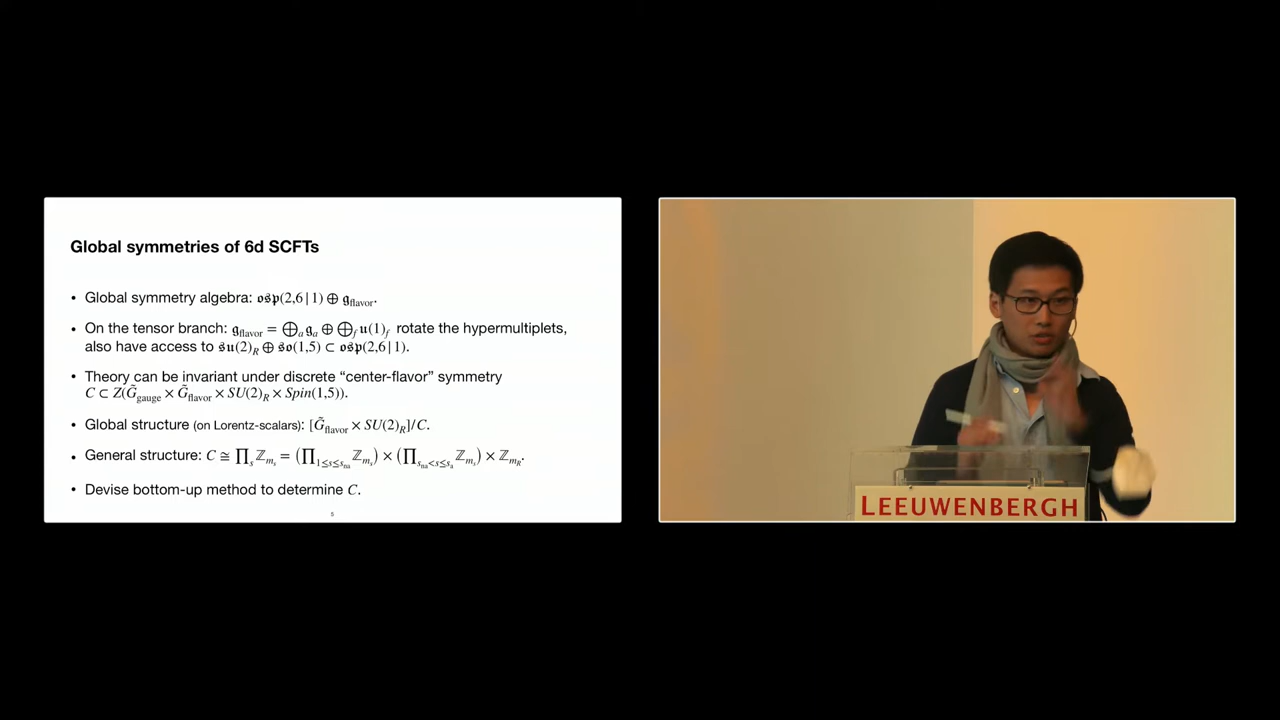 Global symmetries of 6d SCFTs
• Global symmetry algebra: 𝔬𝔰𝔭(2,6|1) ⊕ 𝔤_flavor.
• On the tensor branch: 𝔤_flavor = ⨁_a 𝔤_a ⊕ ⨁_f 𝔲(1)_f rotate the hypermultiplets,
also have access to 𝔰𝔲(2)_R ⊕ 𝔰𝔬(1,5) ⊂ 𝔬𝔰𝔭(2,6|1).
• Theory can be invariant under discrete “center-flavor” symmetry
C ⊂ Z(G̃_gauge × G̃_flavor × SU(2)_R × Spin(1,5)).
• Global structure (on Lorentz-scalars): [G̃_flavor × SU(2)_R]/C.
• General structure: C ≅ ∏_s ℤ_{m_s} = (∏_{1≤s≤s_na} ℤ_{m_s}) × (∏_{s_na<s≤s_a} ℤ_{m_s}) × ℤ_{m_R}.
• Devise bottom-up method to determine C.
5
LEEUWENBERGH